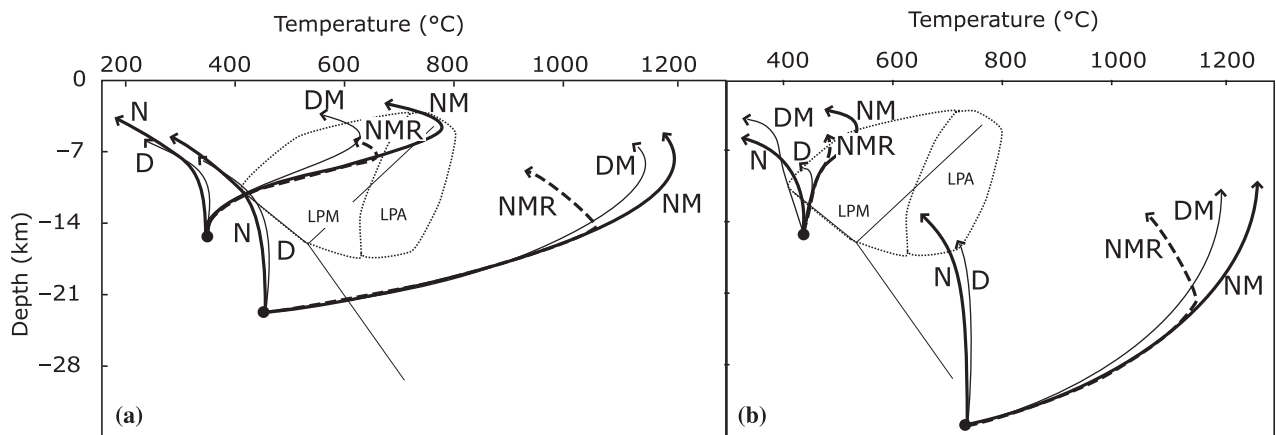 Temperature (°C) Temperature (°C)
200 400 600 800 1000 1200 400 600 800 1000 1200
0
DM NM
N
NMR
D
DM
NM
NMR
N
D
LPM LPA
DM NM
N D NMR
LPM LPA
N D
DM
NMR
NM
−7
−14
−21
−28
Depth (km)
(a) (b)